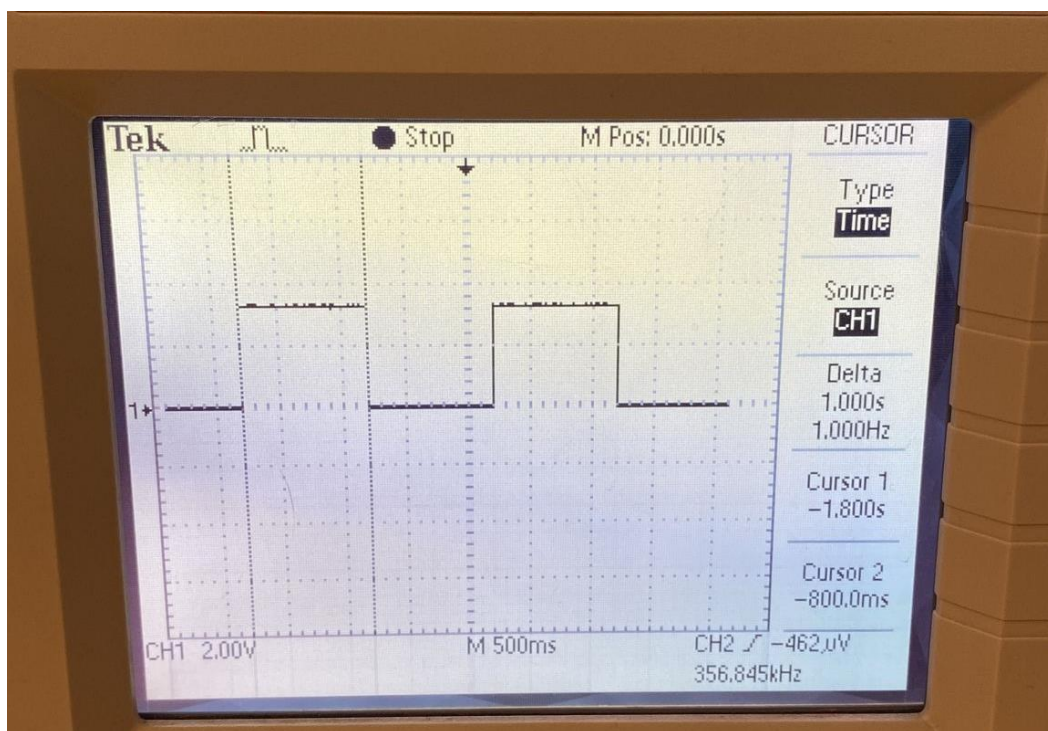 Tek Stop M Pos: 0.000s CURSOR
Type
Time
Source
CH1
Delta
1.000s
1.000Hz
Cursor 1
-1.800s
Cursor 2
-800.0ms
1
CH1 2.00V M 500ms CH2 -462µV
356.845kHz